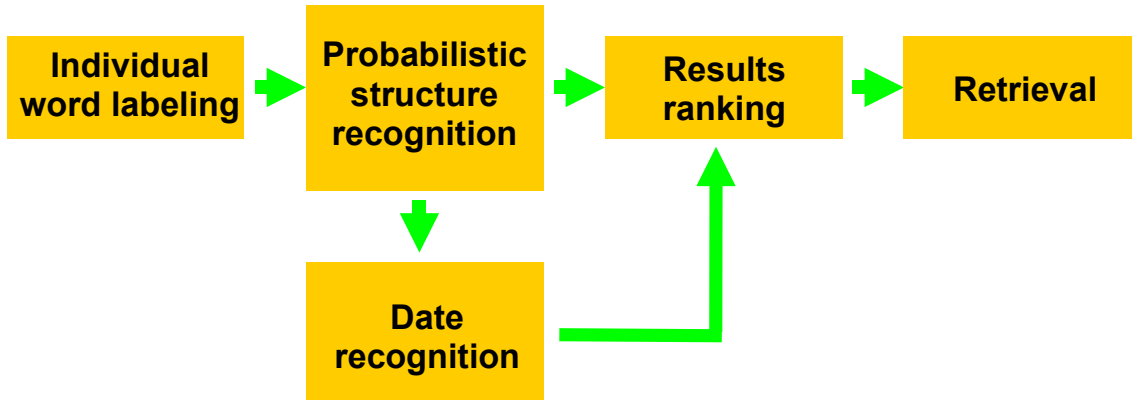 Individual
word labeling
Probabilistic
structure
recognition
Results
ranking
Retrieval
Date
recognition